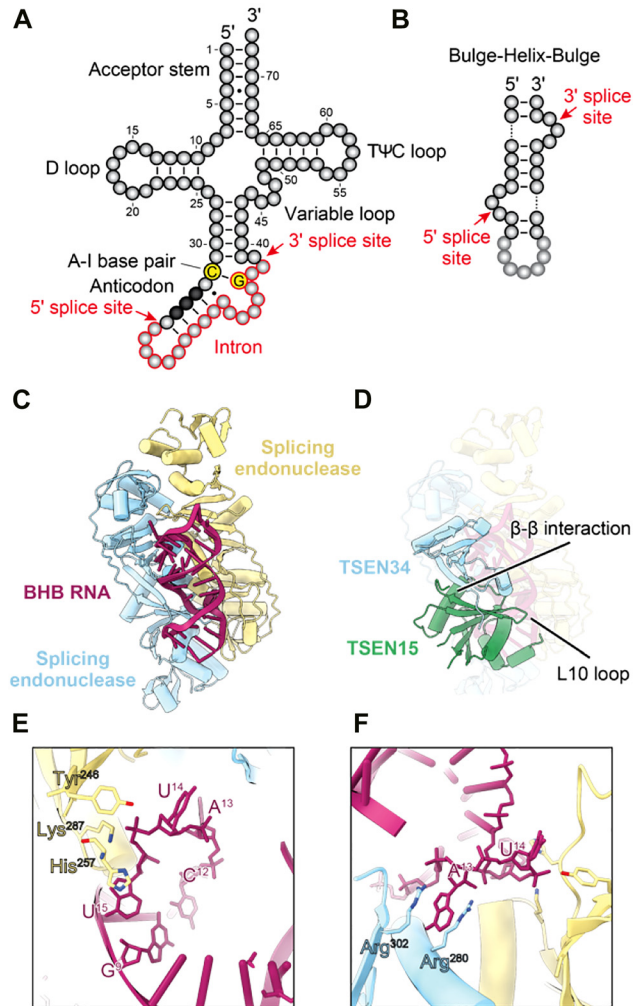 A
5'
3'
1
Acceptor stem
70
5
15
10
65
60
D loop
TΨC loop
20
25
50
55
45
Variable loop
30
40
3' splice site
A-I base pair
C
G
Anticodon
5' splice site
Intron
B
Bulge-Helix-Bulge
5'
3'
3' splice
site
5' splice
site
C
Splicing
endonuclease
BHB RNA
Splicing
endonuclease
D
β-β interaction
TSEN34
TSEN15
L10 loop
E
Tyr246
U14
A13
Lys287
His257
C12
U15
G9
F
U14
A13
Arg302
Arg280